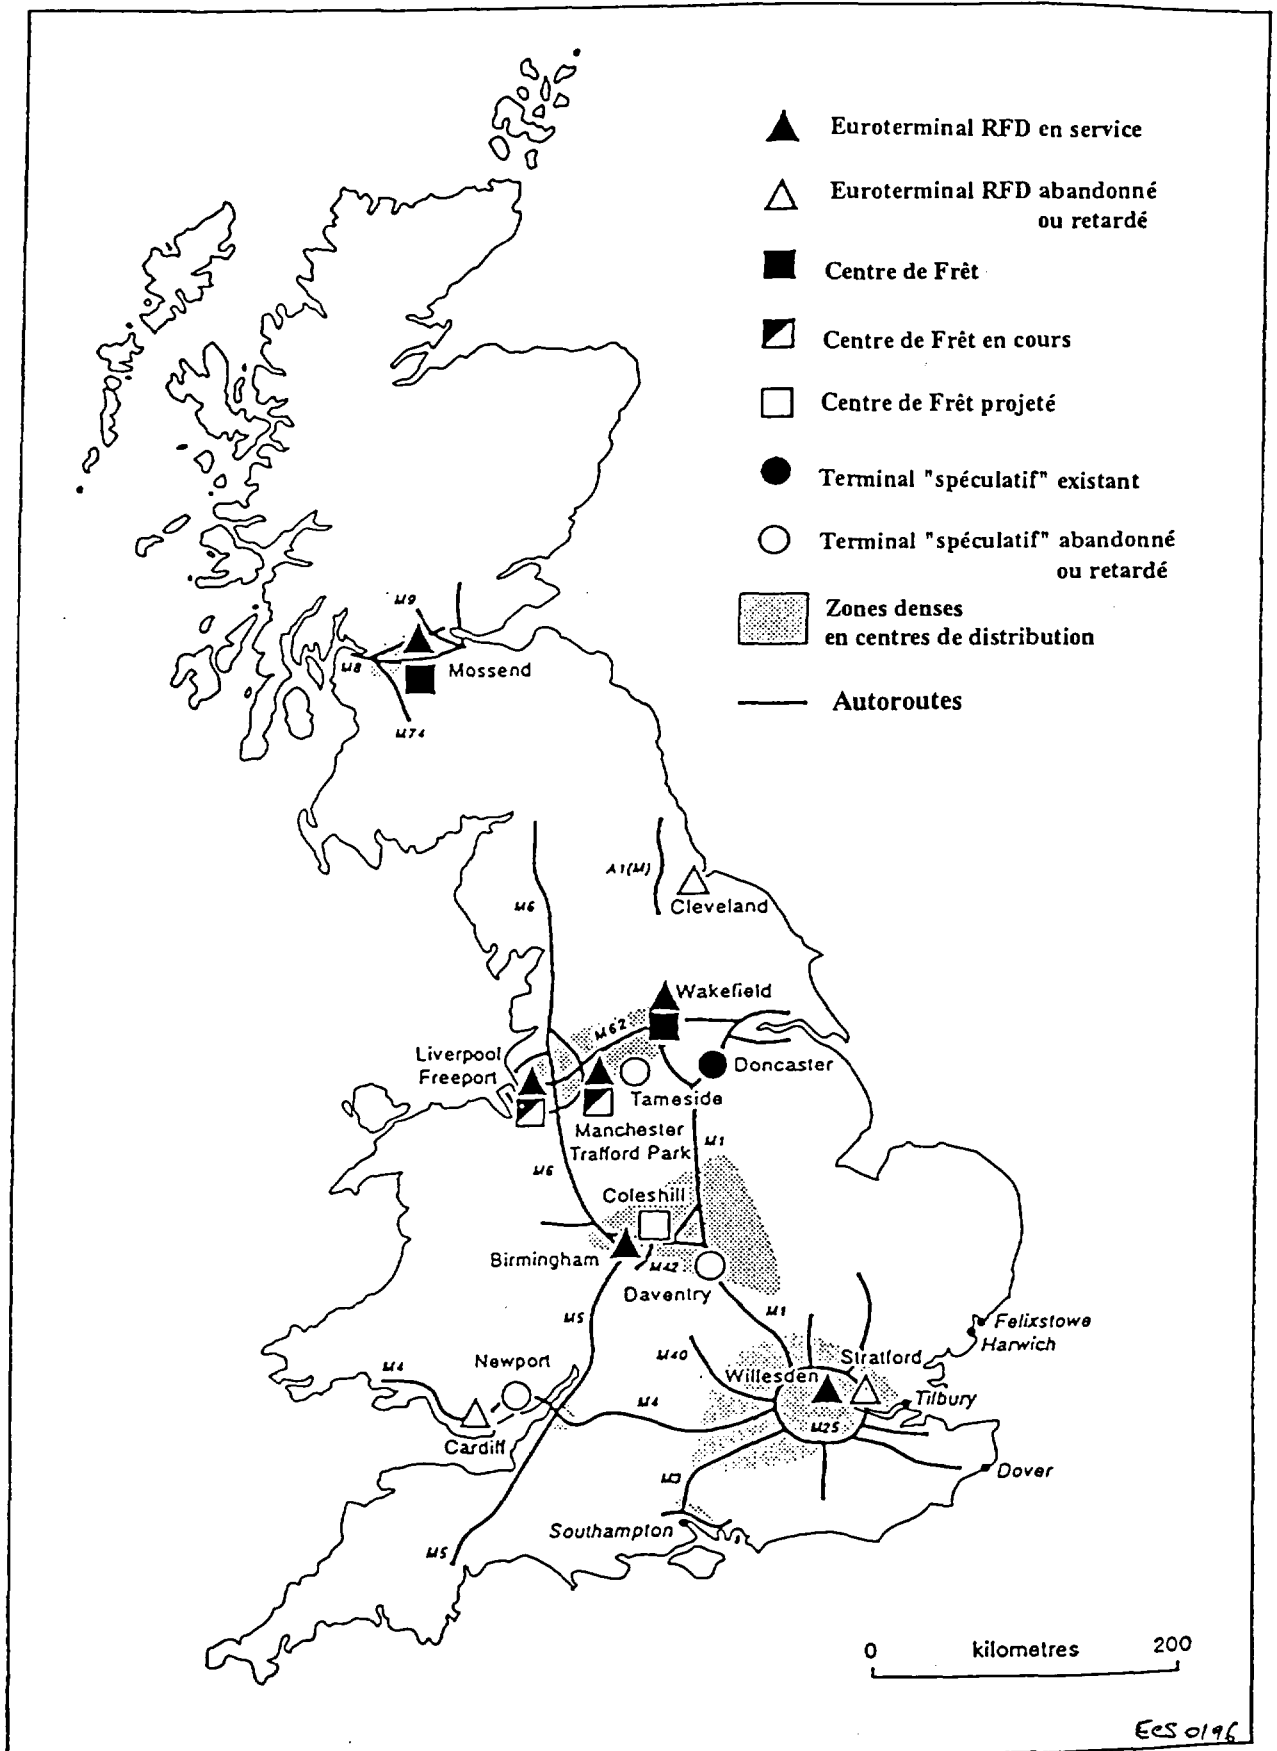 Euroterminal RFD en service
Euroterminal RFD abandonné
ou retardé
Centre de Frêt
Centre de Frêt en cours
Centre de Frêt projeté
Terminal "spéculatif" existant
Terminal "spéculatif" abandonné
ou retardé
Zones denses
en centres de distribution
Autoroutes
M9
M8
Mossend
M74
A1(M)
M6
Cleveland
Wakefield
M62
Liverpool
Freeport
Doncaster
Tameside
Manchester
Trafford Park
M1
M6
Coleshill
Birmingham
M42
Daventry
M5
M1
Felixstowe
Harwich
M40
Stratford
Newport
Willesden
M4
Tilbury
M4
M25
Cardiff
Dover
M3
Southampton
M5
0 kilometres 200
EcS 0196